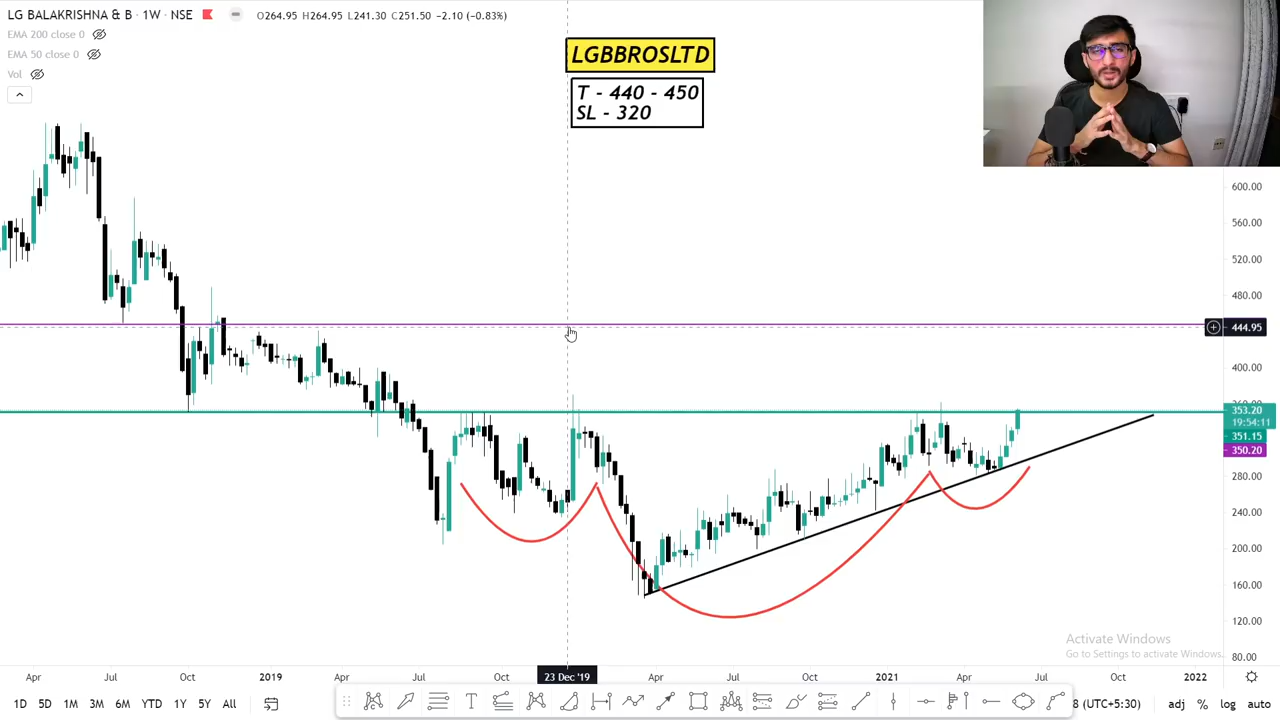 LG BALAKRISHNA & B · 1W · NSE
O264.95 H264.95 L241.30 C251.50 -2.10 (-0.83%)
EMA 200 close 0
EMA 50 close 0
Vol
LGBBROSLTD
T - 440 - 450
SL - 320
600.00
560.00
520.00
480.00
444.95
400.00
353.20
19:54:11
351.15
350.20
280.00
240.00
200.00
160.00
120.00
80.00
Activate Windows
Go to Settings to activate Windows.
Apr Jul Oct 2019 Apr Jul Oct 23 Dec '19 Apr Jul Oct 2021 Apr Jul Oct 2022
1D 5D 1M 3M 6M YTD 1Y 5Y All
8 (UTC+5:30) adj % log auto